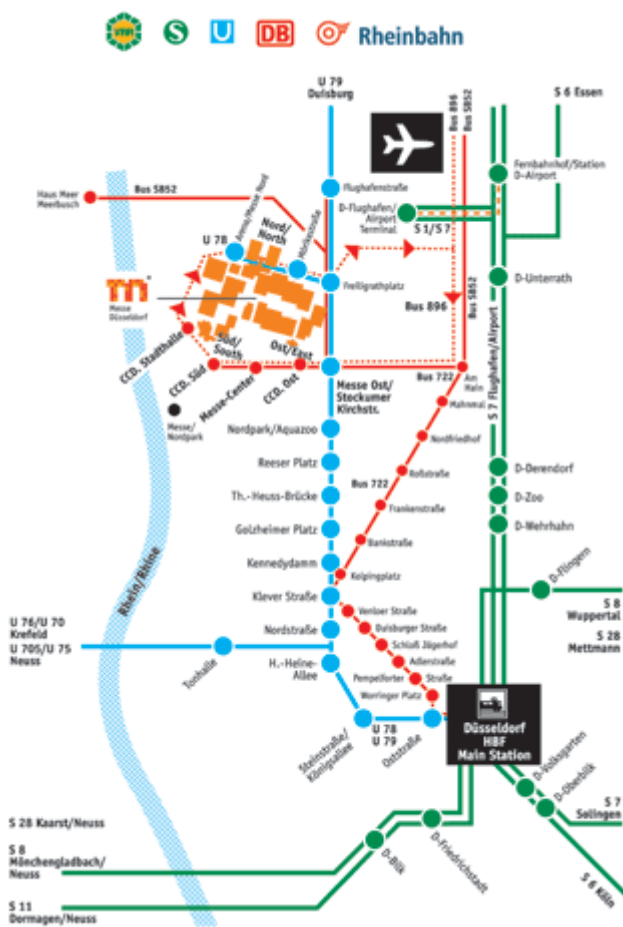 VRR
S
U
DB
Rheinbahn
U 79
Duisburg
Bus 896
Bus SB52
S 6 Essen
Haus Meer
Meerbusch
Bus SB52
Arena/Messe Nord
Nord/
North
Mörikestraße
Flughafenstraße
D-Flughafen/
Airport
Terminal
S 1/S 7
Fernbahnhof/Station
D-Airport
U 78
Freiligrathplatz
D-Unterrath
Messe
Düsseldorf
Bus 896
Bus SB52
S 7 Flughafen/Airport
CCD. Stadthalle
Süd/
South
Ost/East
CCD. Süd
Messe-Center
CCD. Ost
Messe Ost/
Stockumer
Kirchstr.
Bus 722
Am
Hain
Mahnmal
Messe/
Nordpark
Nordpark/Aquazoo
Nordfriedhof
Reeser Platz
Roßstraße
D-Derendorf
Bus 722
Th.-Heuss-Brücke
Frankenstraße
D-Zoo
Golzheimer Platz
Bankstraße
D-Wehrhahn
Kennedydamm
Kolpingplatz
D-Flingern
Rhein/Rhine
Klever Straße
Venloer Straße
S 8
Wuppertal
U 76/U 70
Krefeld
U 705/U 75
Neuss
Nordstraße
Duisburger Straße
Schloß Jägerhof
S 28
Mettmann
Tonhalle
H.-Heine-
Allee
Adlerstraße
Pempelforter Straße
Worringer Platz
Steinstraße/
Königsallee
U 78
U 79
Oststraße
Düsseldorf
HBF
Main Station
D-Volksgarten
D-Oberbilk
S 7
Solingen
S 28 Kaarst/Neuss
S 8
Mönchengladbach/
Neuss
D-Bilk
D-Friedrichstadt
S 6 Köln
S 11
Dormagen/Neuss